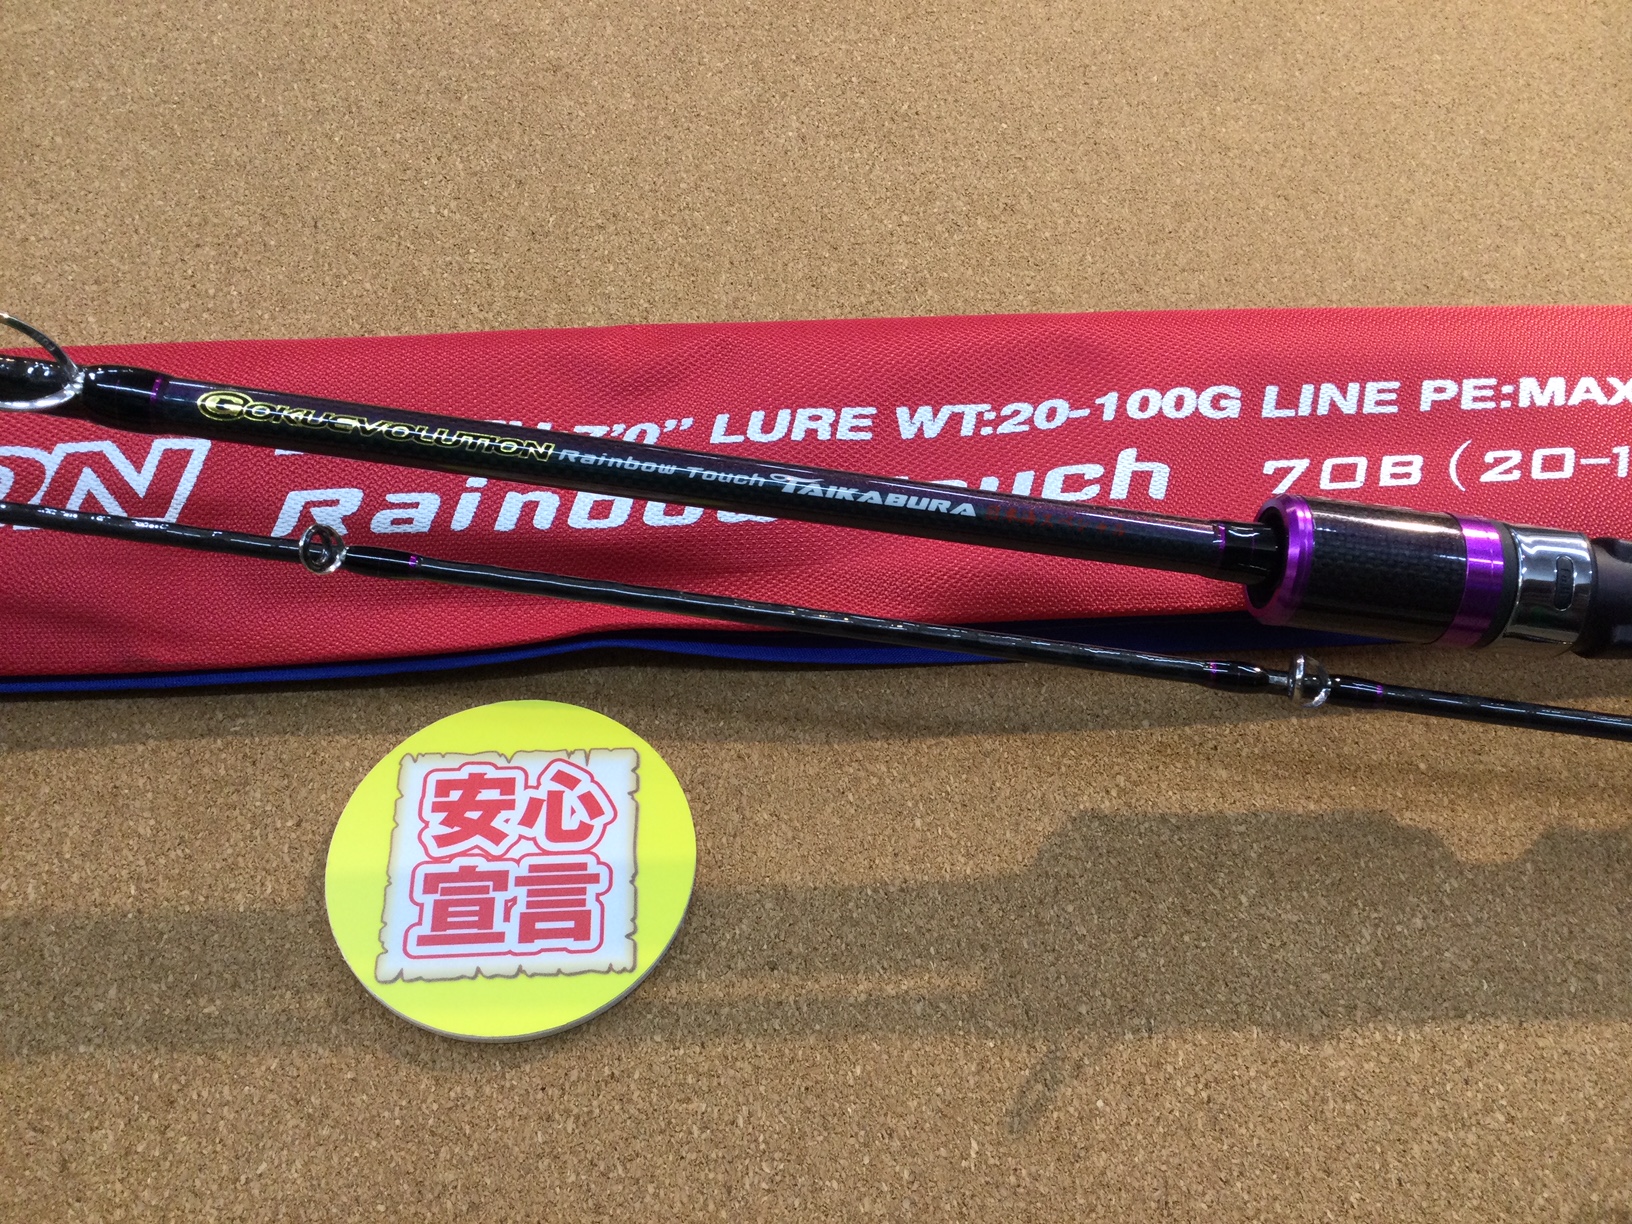 7'0" LURE WT:20-100G LINE PE:MAX
ON Rainbow Touch 70B (20-1
GOKUEVOLUTION Rainbow Touch TAIKABURA
安心
宣言